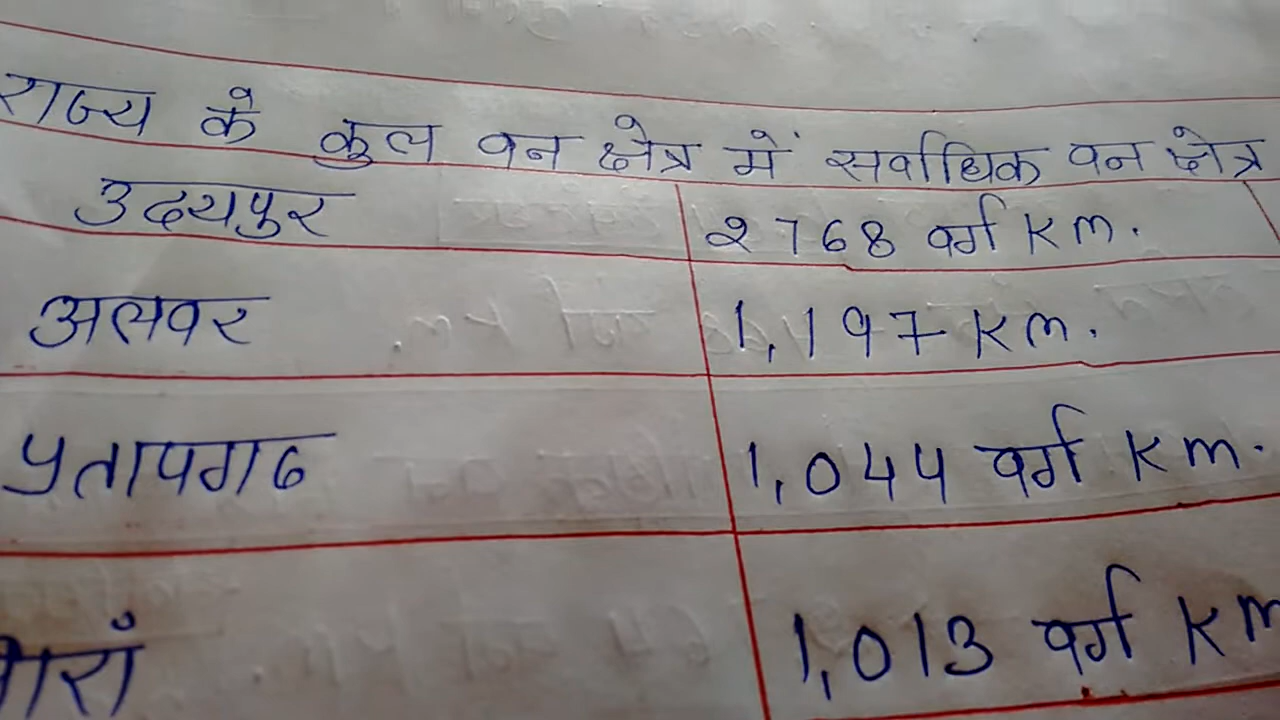 राज्य के कुल वन क्षेत्र में सर्वाधिक वन क्षेत्र
उदयपुर 2768 वर्ग Km.
अलवर 1,197 Km.
प्रतापगढ 1,044 वर्ग Km.
बाराँ 1,013 वर्ग Km